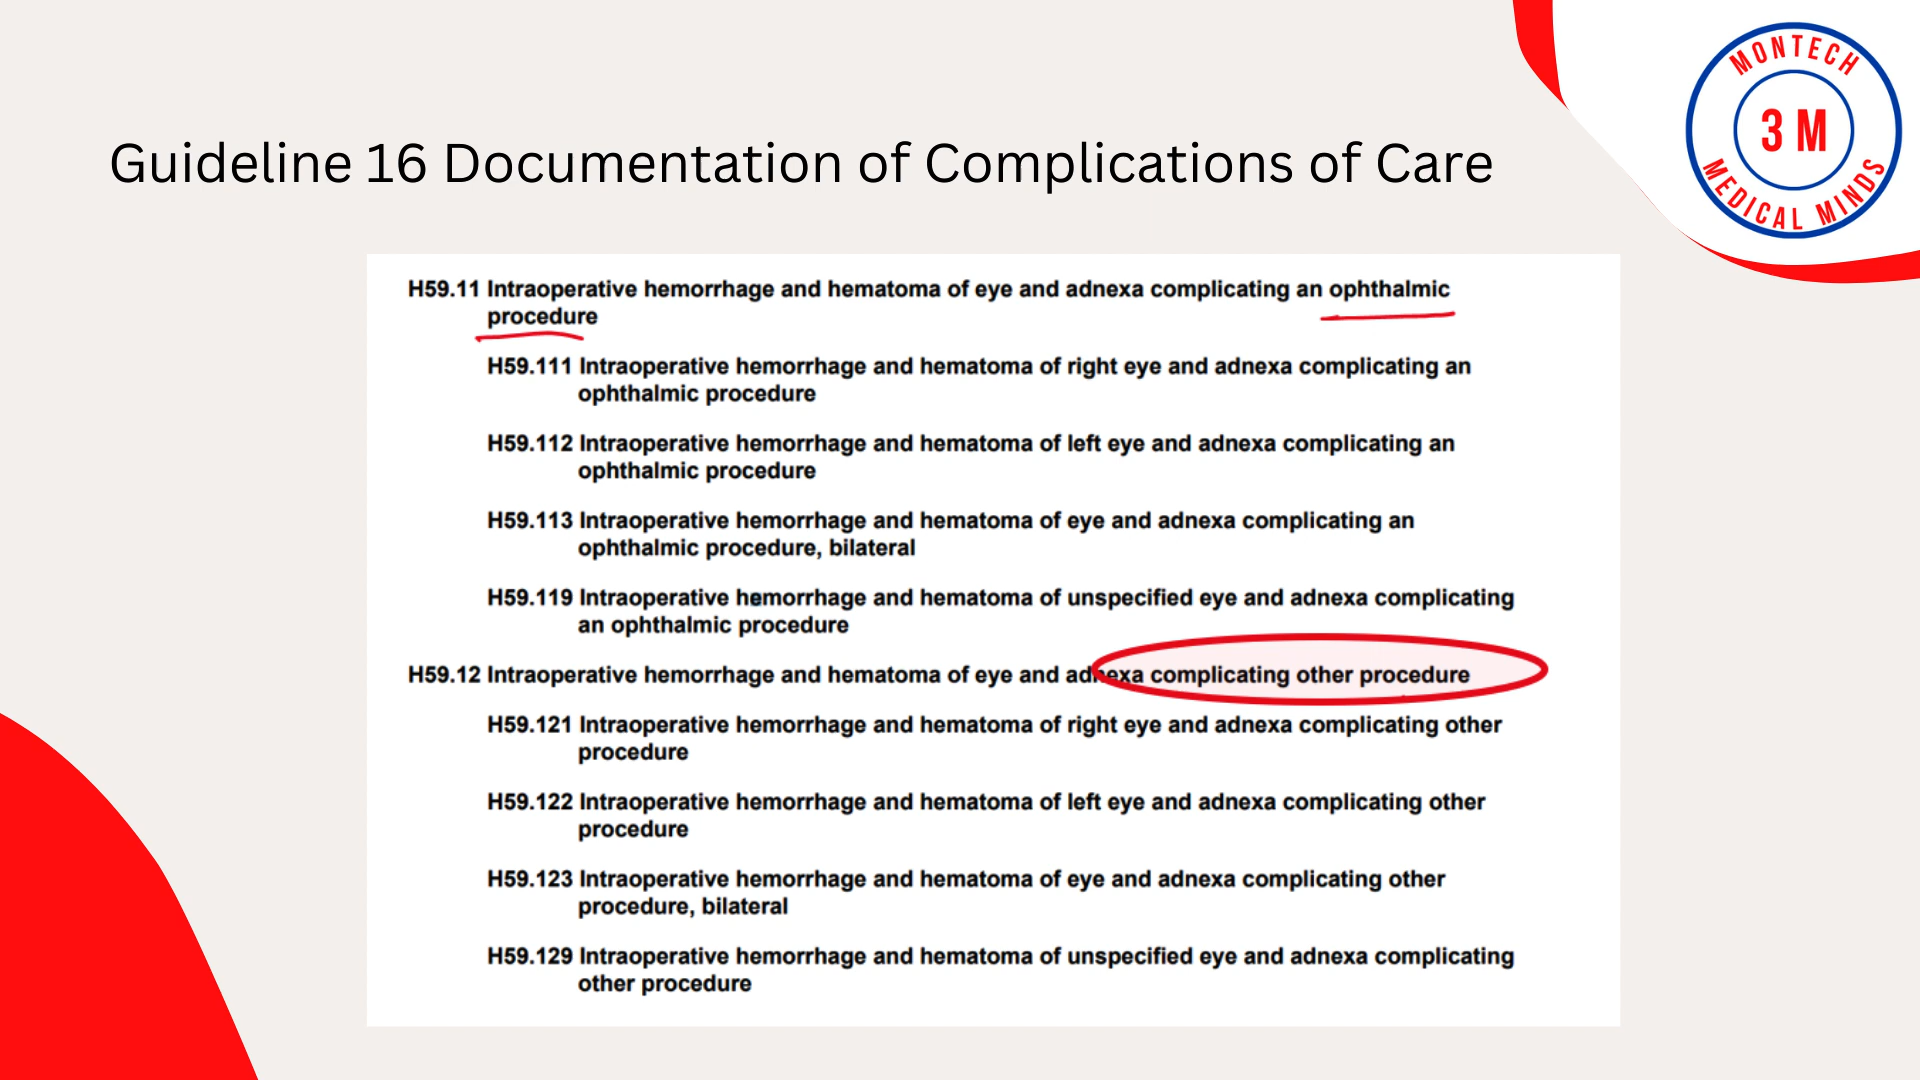 MONTECH
3 M
MEDICAL MINDS
Guideline 16 Documentation of Complications of Care
H59.11 Intraoperative hemorrhage and hematoma of eye and adnexa complicating an ophthalmic
procedure
H59.111 Intraoperative hemorrhage and hematoma of right eye and adnexa complicating an
ophthalmic procedure
H59.112 Intraoperative hemorrhage and hematoma of left eye and adnexa complicating an
ophthalmic procedure
H59.113 Intraoperative hemorrhage and hematoma of eye and adnexa complicating an
ophthalmic procedure, bilateral
H59.119 Intraoperative hemorrhage and hematoma of unspecified eye and adnexa complicating
an ophthalmic procedure
H59.12 Intraoperative hemorrhage and hematoma of eye and adnexa complicating other procedure
H59.121 Intraoperative hemorrhage and hematoma of right eye and adnexa complicating other
procedure
H59.122 Intraoperative hemorrhage and hematoma of left eye and adnexa complicating other
procedure
H59.123 Intraoperative hemorrhage and hematoma of eye and adnexa complicating other
procedure, bilateral
H59.129 Intraoperative hemorrhage and hematoma of unspecified eye and adnexa complicating
other procedure